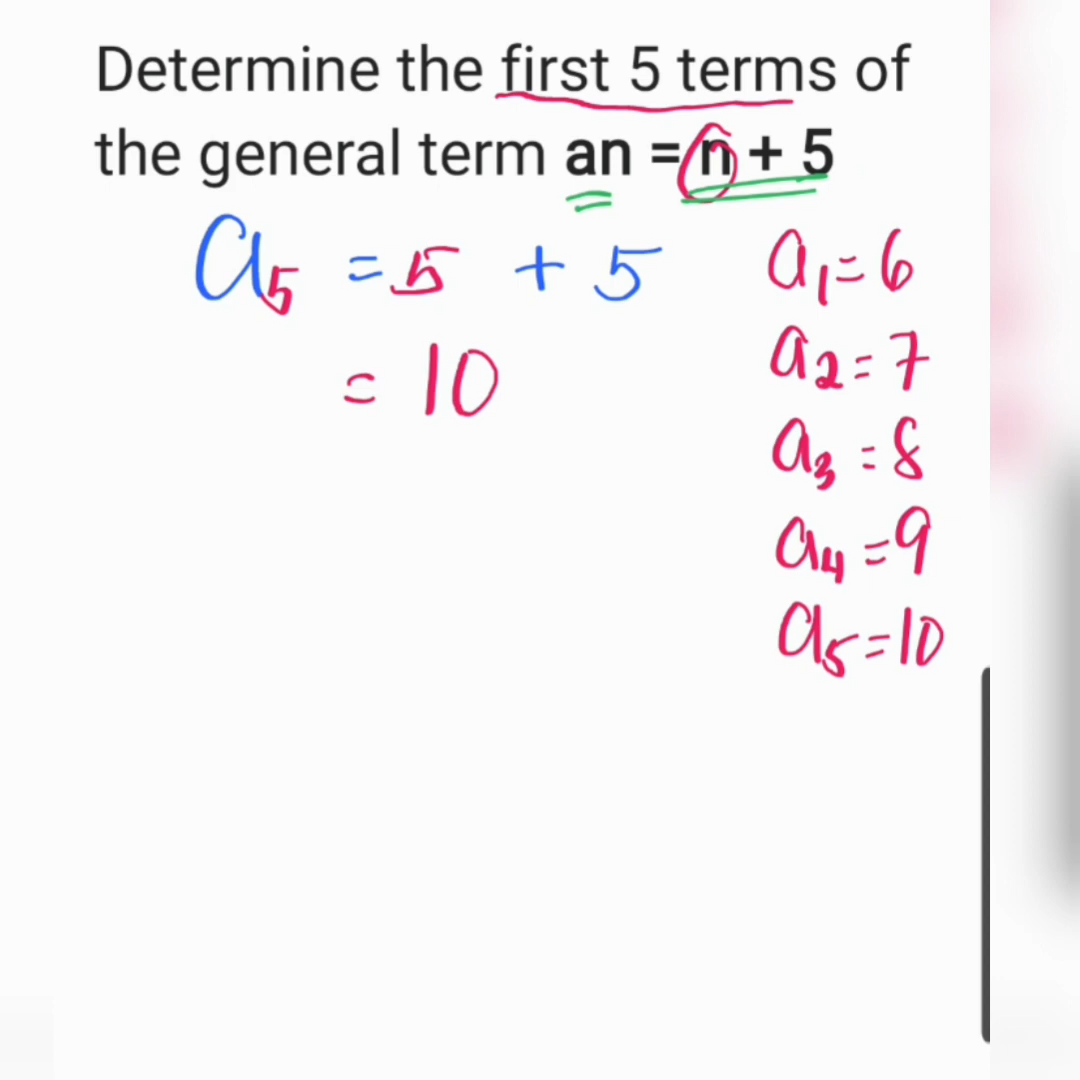 Determine the first 5 terms of
the general term an = n + 5
a5 = 5 + 5
= 10
a1 = 6
a2 = 7
a3 = 8
a4 = 9
a5 = 10